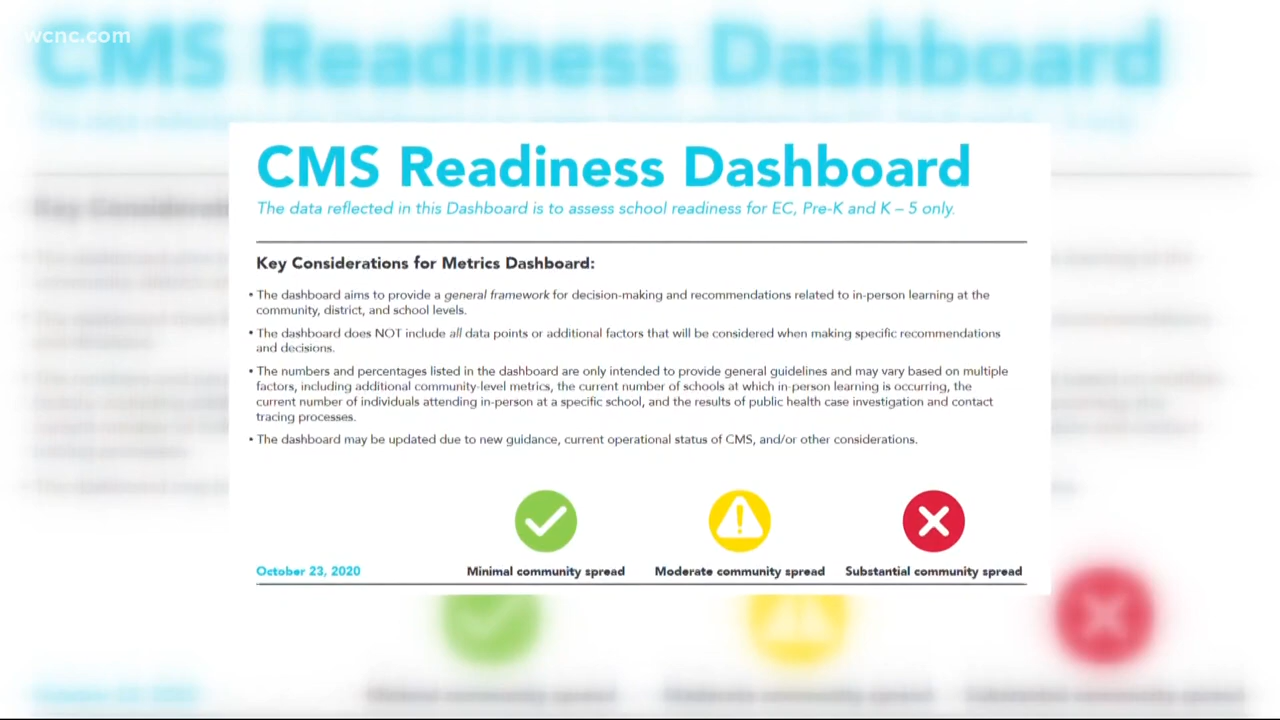 wcnc.com
CMS Readiness Dashboard
The data reflected in this Dashboard is to assess school readiness for EC, Pre-K and K – 5 only.
Key Considerations for Metrics Dashboard:
• The dashboard aims to provide a general framework for decision-making and recommendations related to in-person learning at the
community, district, and school levels.
• The dashboard does NOT include all data points or additional factors that will be considered when making specific recommendations
and decisions.
• The numbers and percentages listed in the dashboard are only intended to provide general guidelines and may vary based on multiple
factors, including additional community-level metrics, the current number of schools at which in-person learning is occurring, the
current number of individuals attending in-person at a specific school, and the results of public health case investigation and contact
tracing processes.
• The dashboard may be updated due to new guidance, current operational status of CMS, and/or other considerations.
October 23, 2020
Minimal community spread
Moderate community spread
Substantial community spread